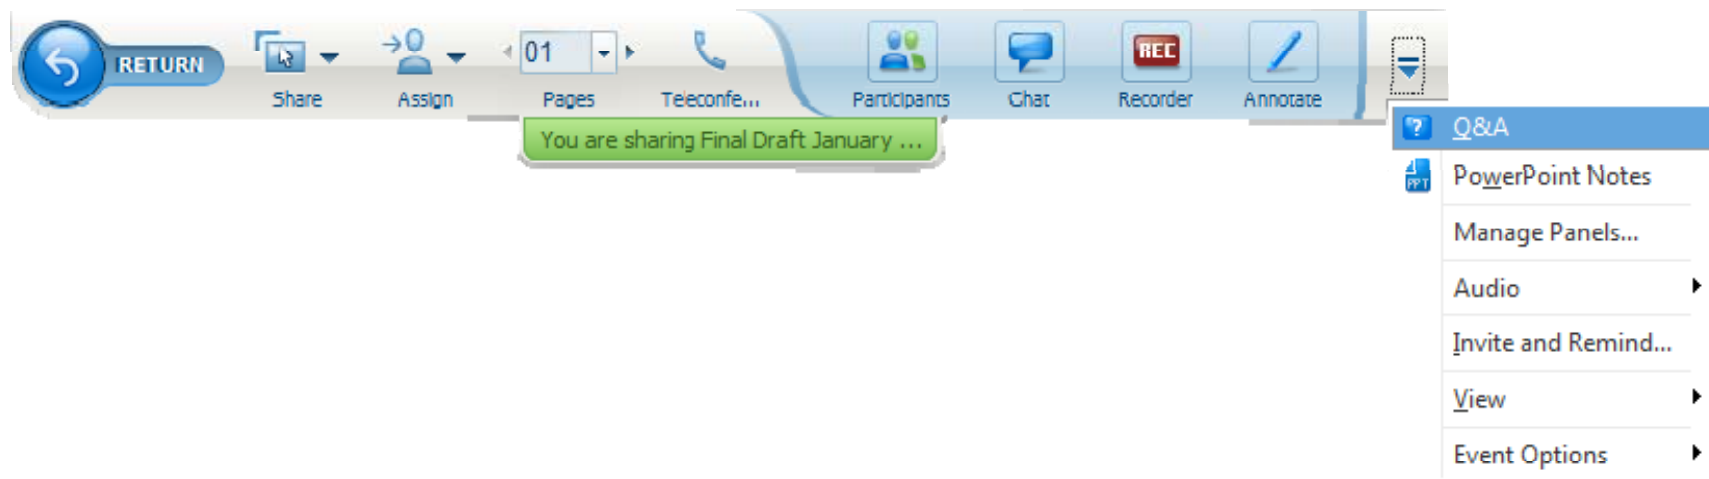 RETURN
01
Share
Assign
Pages
Teleconfe...
Participants
Chat
REC
Recorder
Annotate
You are sharing Final Draft January ...
? Q&A
PPT PowerPoint Notes
Manage Panels...
Audio
Invite and Remind...
View
Event Options